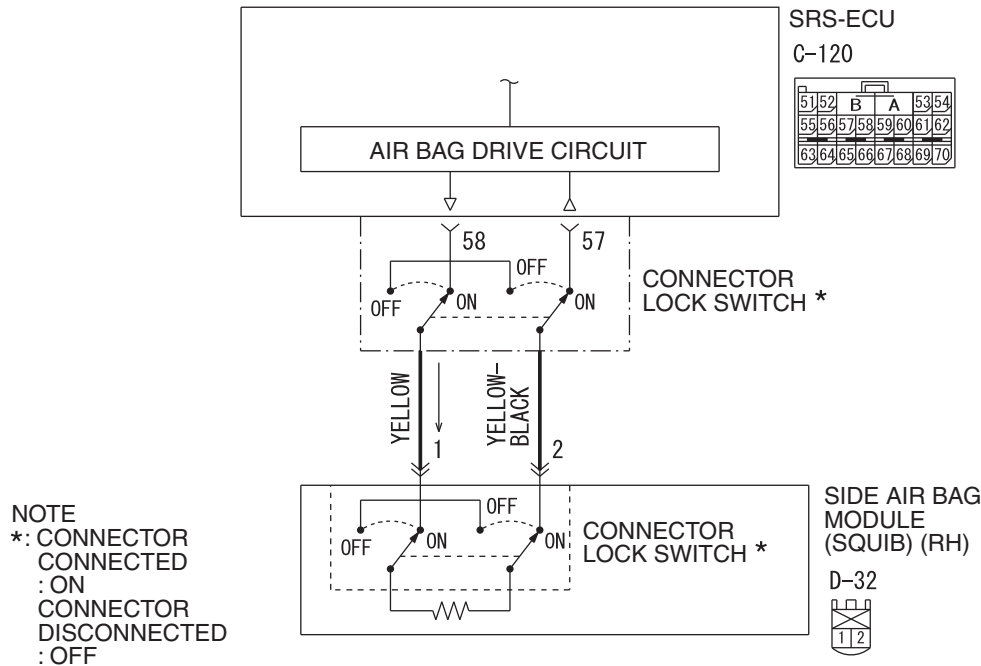 SRS-ECU
C-120
51 52 B A 53 54
55 56 57 58 59 60 61 62
63 64 65 66 67 68 69 70
AIR BAG DRIVE CIRCUIT
58
57
OFF
OFF
ON
ON
CONNECTOR
LOCK SWITCH *
YELLOW
YELLOW-
BLACK
1
2
OFF
OFF
ON
ON
CONNECTOR
LOCK SWITCH *
SIDE AIR BAG
MODULE
(SQUIB) (RH)
D-32
1 2
NOTE
*: CONNECTOR
CONNECTED
: ON
CONNECTOR
DISCONNECTED
: OFF